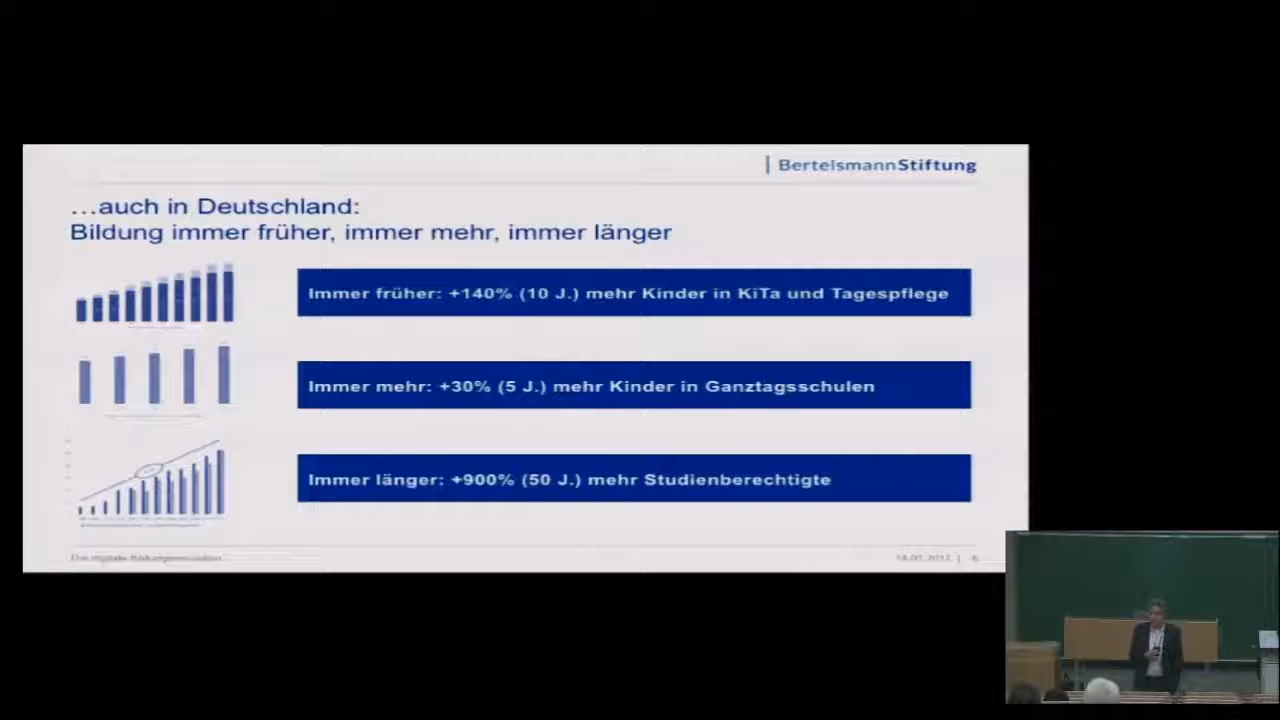 BertelsmannStiftung
...auch in Deutschland:
Bildung immer früher, immer mehr, immer länger
Immer früher: +140% (10 J.) mehr Kinder in KiTa und Tagespflege
Immer mehr: +30% (5 J.) mehr Kinder in Ganztagsschulen
Immer länger: +900% (50 J.) mehr Studienberechtigte